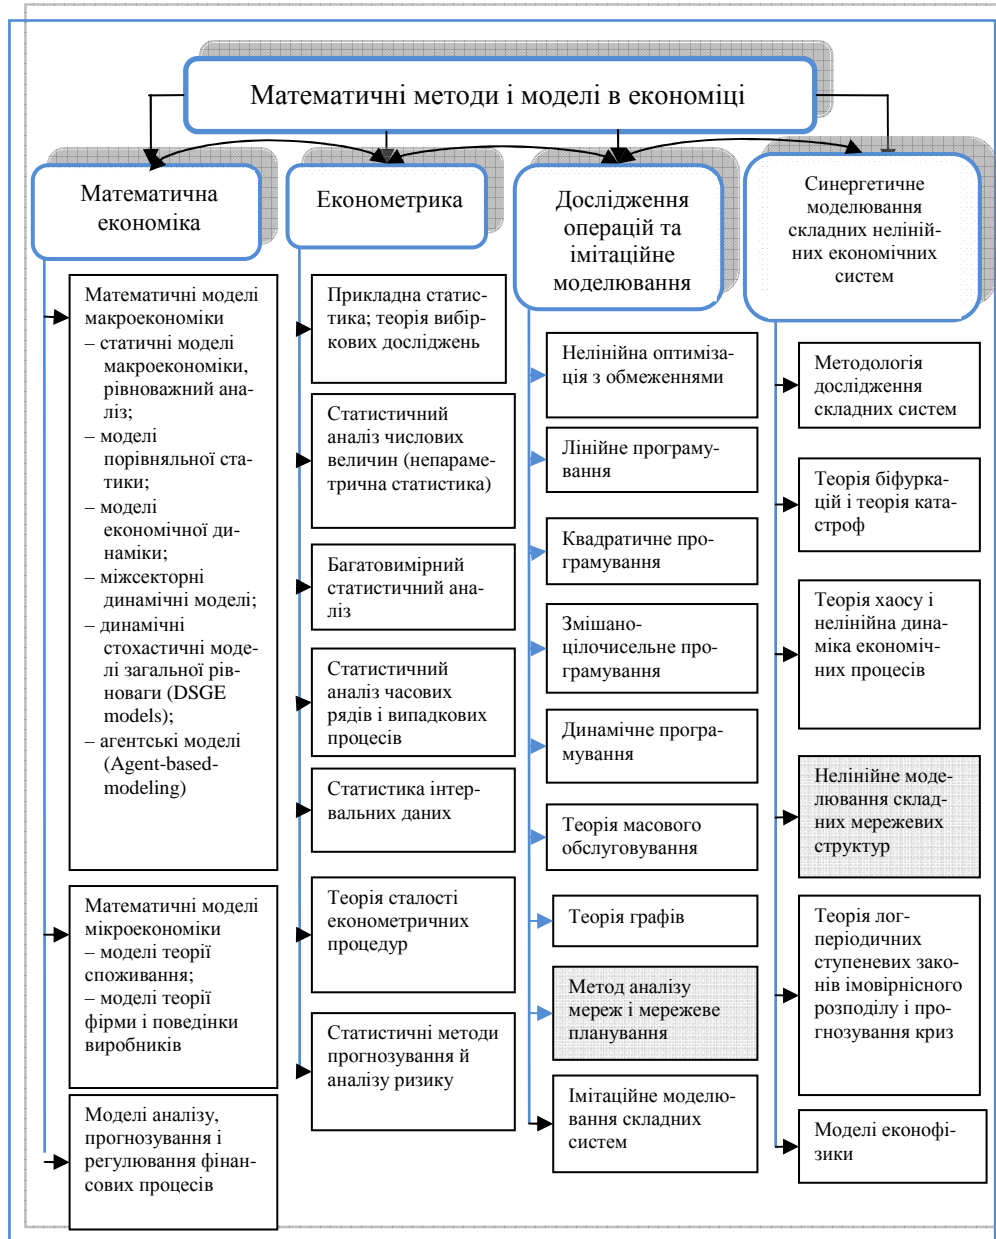 Математичні методи і моделі в економіці
Математична
економіка
Математичні моделі
макроекономіки
– статичні моделі
макроекономіки,
рівноважний ана-
ліз;
– моделі
порівняльної ста-
тики;
– моделі
економічної ди-
наміки;
– міжсекторні
динамічні моделі;
– динамічні
стохастичні моде-
лі загальної рів-
новаги (DSGE
models);
– агентські моделі
(Agent-based-
modeling)
Математичні моделі
мікроекономіки
– моделі теорії
споживання;
– моделі теорії
фірми і поведінки
виробників
Моделі аналізу,
прогнозування і
регулювання фінан-
сових процесів
Економетрика
Прикладна статис-
тика; теорія вибір-
кових досліджень
Статистичний
аналіз числових
величин (непараме-
трична статистика)
Багатовимірний
статистичний ана-
ліз
Статистичний
аналіз часових
рядів і випадкових
процесів
Статистика інтер-
вальних даних
Теорія сталості
економетричних
процедур
Статистичні методи
прогнозування й
аналізу ризику
Дослідження
операцій та
імітаційне
моделювання
Нелінійна оптиміза-
ція з обмеженнями
Лінійне програму-
вання
Квадратичне про-
грамування
Змішано-
цілочисельне про-
грамування
Динамічне програ-
мування
Теорія масового
обслуговування
Теорія графів
Метод аналізу
мереж і мережеве
планування
Імітаційне моделю-
вання складних
систем
Синергетичне
моделювання
складних неліній-
них економічних
систем
Методологія
дослідження
складних систем
Теорія біфурка-
цій і теорія ката-
строф
Теорія хаосу і
нелінійна дина-
міка економіч-
них процесів
Нелінійне моде-
лювання склад-
них мережевих
структур
Теорія лог-
періодичних
ступеневих зако-
нів імовірнісного
розподілу і про-
гнозування криз
Моделі еконофі-
зики